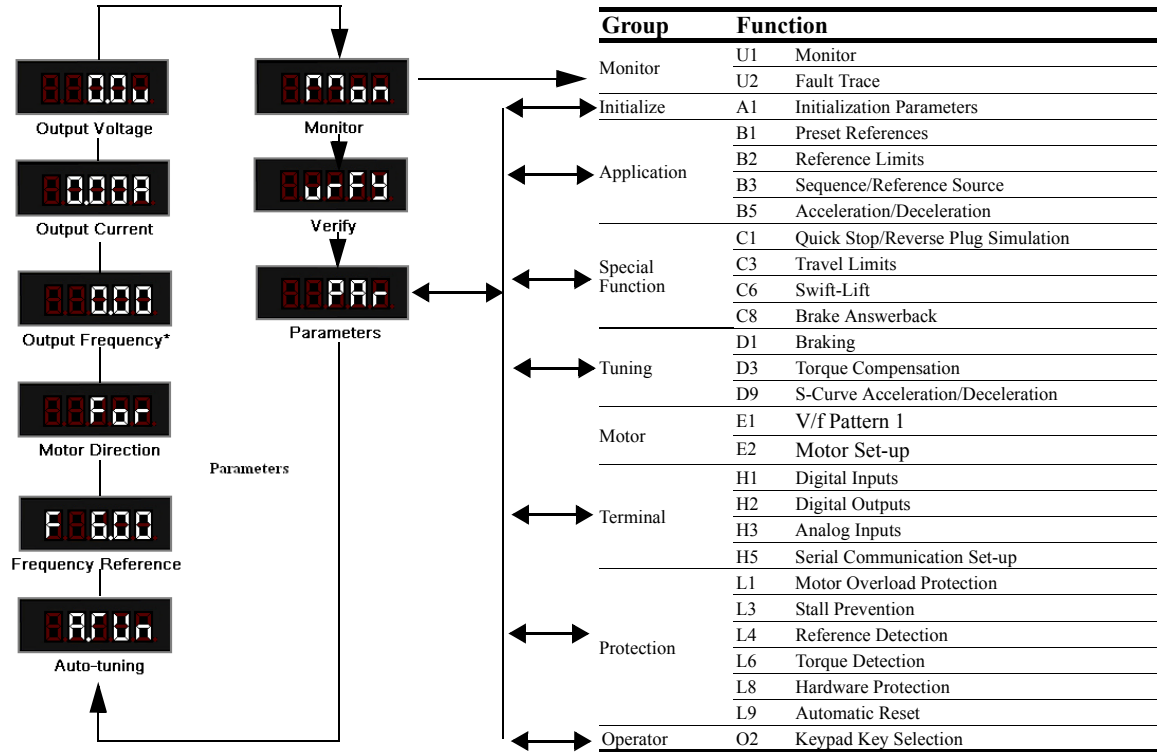 0.0u
Output Voltage
0.00A
Output Current
0.00
Output Frequency*
For
Motor Direction
F 6.00
Frequency Reference
A.TUn
Auto-tuning
Mon
Monitor
vrFy
Verify
PAr
Parameters
Parameters
Group Function
Monitor
U1 Monitor
U2 Fault Trace
Initialize
A1 Initialization Parameters
Application
B1 Preset References
B2 Reference Limits
B3 Sequence/Reference Source
B5 Acceleration/Deceleration
Special
Function
C1 Quick Stop/Reverse Plug Simulation
C3 Travel Limits
C6 Swift-Lift
C8 Brake Answerback
Tuning
D1 Braking
D3 Torque Compensation
D9 S-Curve Acceleration/Deceleration
Motor
E1 V/f Pattern 1
E2 Motor Set-up
Terminal
H1 Digital Inputs
H2 Digital Outputs
H3 Analog Inputs
H5 Serial Communication Set-up
Protection
L1 Motor Overload Protection
L3 Stall Prevention
L4 Reference Detection
L6 Torque Detection
L8 Hardware Protection
L9 Automatic Reset
Operator
O2 Keypad Key Selection